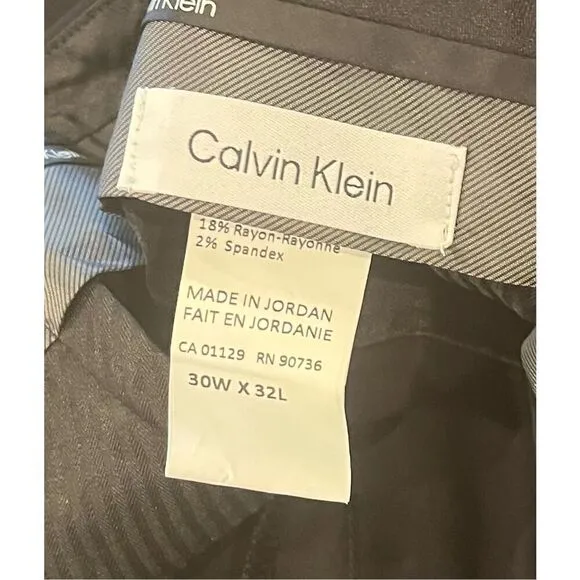 Klein
Calvin Klein
18% Rayon-Rayonne
2% Spandex
MADE IN JORDAN
FAIT EN JORDANIE
CA 01129 RN 90736
30W X 32L